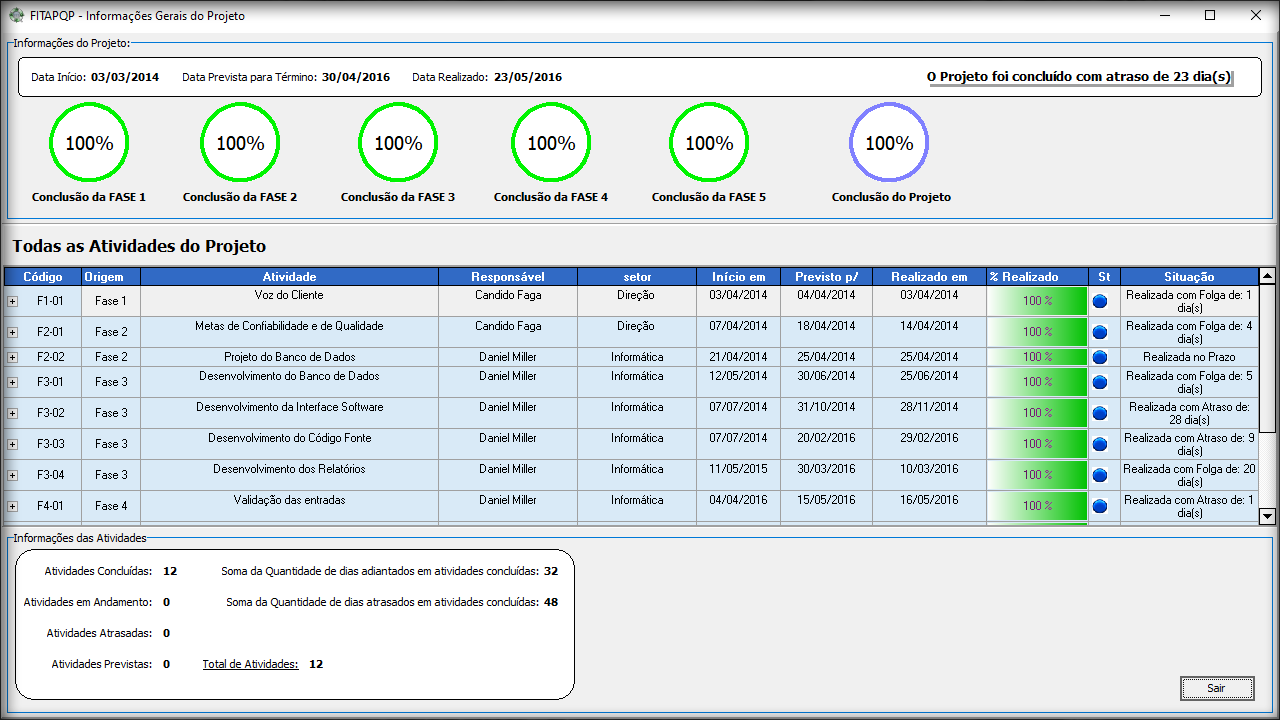 FITAPQP - Informações Gerais do Projeto
Informações do Projeto:
Data Início: 03/03/2014 Data Prevista para Término: 30/04/2016 Data Realizado: 23/05/2016 O Projeto foi concluído com atraso de 23 dia(s)
100% 100% 100% 100% 100% 100%
Conclusão da FASE 1 Conclusão da FASE 2 Conclusão da FASE 3 Conclusão da FASE 4 Conclusão da FASE 5 Conclusão do Projeto
Todas as Atividades do Projeto
Código Origem Atividade Responsável setor Início em Previsto p/ Realizado em % Realizado St Situação
F1-01 Fase 1 Voz do Cliente Candido Faga Direção 03/04/2014 04/04/2014 03/04/2014 100 % Realizada com Folga de: 1
dia(s)
F2-01 Fase 2 Metas de Confiabilidade e de Qualidade Candido Faga Direção 07/04/2014 18/04/2014 14/04/2014 100 % Realizada com Folga de: 4
dia(s)
F2-02 Fase 2 Projeto do Banco de Dados Daniel Miller Informática 21/04/2014 25/04/2014 25/04/2014 100 % Realizada no Prazo
F3-01 Fase 3 Desenvolvimento do Banco de Dados Daniel Miller Informática 12/05/2014 30/06/2014 25/06/2014 100 % Realizada com Folga de: 5
dia(s)
F3-02 Fase 3 Desenvolvimento da Interface Software Daniel Miller Informática 07/07/2014 31/10/2014 28/11/2014 100 % Realizada com Atraso de:
28 dia(s)
F3-03 Fase 3 Desenvolvimento do Código Fonte Daniel Miller Informática 07/07/2014 20/02/2016 29/02/2016 100 % Realizada com Atraso de: 9
dia(s)
F3-04 Fase 3 Desenvolvimento dos Relatórios Daniel Miller Informática 11/05/2015 30/03/2016 10/03/2016 100 % Realizada com Folga de: 20
dia(s)
F4-01 Fase 4 Validação das entradas Daniel Miller Informática 04/04/2016 15/05/2016 16/05/2016 100 % Realizada com Atraso de: 1
dia(s)
Informações das Atividades
Atividades Concluídas: 12 Soma da Quantidade de dias adiantados em atividades concluídas: 32
Atividades em Andamento: 0 Soma da Quantidade de dias atrasados em atividades concluídas: 48
Atividades Atrasadas: 0
Atividades Previstas: 0 Total de Atividades: 12
Sair